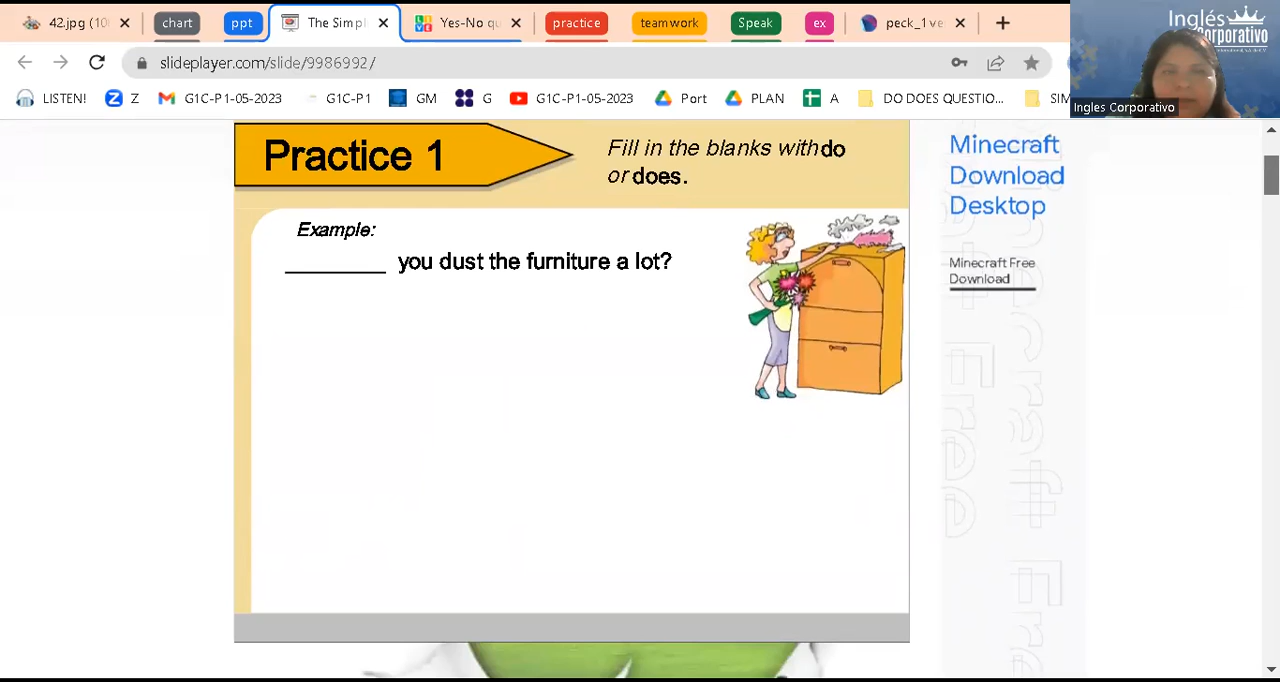 42.jpg (10
chart
ppt
The Simpl
Yes-No qu
practice
teamwork
Speak
ex
peck_1 ve
slideplayer.com/slide/9986992/
LISTEN!
Z
G1C-P1-05-2023
G1C-P1
GM
G
G1C-P1-05-2023
Port
PLAN
A
DO DOES QUESTIO...
SIM
Inglés
Corporativo
Ingles Corporativo
Practice 1
Fill in the blanks with do
or does.
Example:
________ you dust the furniture a lot?
Minecraft
Download
Desktop
Minecraft Free
Download